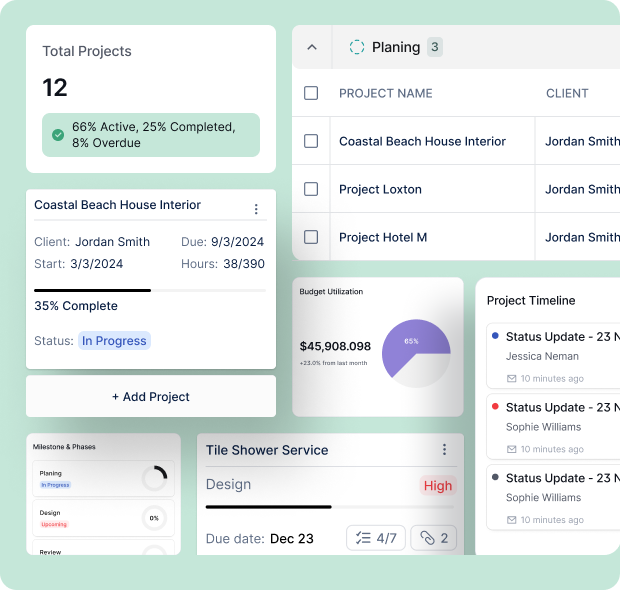 Total Projects
12
66% Active, 25% Completed,
8% Overdue
Planing 3
PROJECT NAME CLIENT
Coastal Beach House Interior Jordan Smith
Project Loxton Jordan Smith
Project Hotel M Jordan Smith
Coastal Beach House Interior
Client: Jordan Smith Due: 9/3/2024
Start: 3/3/2024 Hours: 38/390
35% Complete
Status: In Progress
+ Add Project
Budget Utilization
$45,908.098
+23.0% from last month
65%
Project Timeline
Status Update - 23 N
Jessica Neman
10 minutes ago
Status Update - 23 N
Sophie Williams
10 minutes ago
Status Update - 23 N
Sophie Williams
10 minutes ago
Milestone & Phases
Planing
In Progress
Design
Upcoming
0%
Review
Tile Shower Service
Design High
Due date: Dec 23 4/7 2